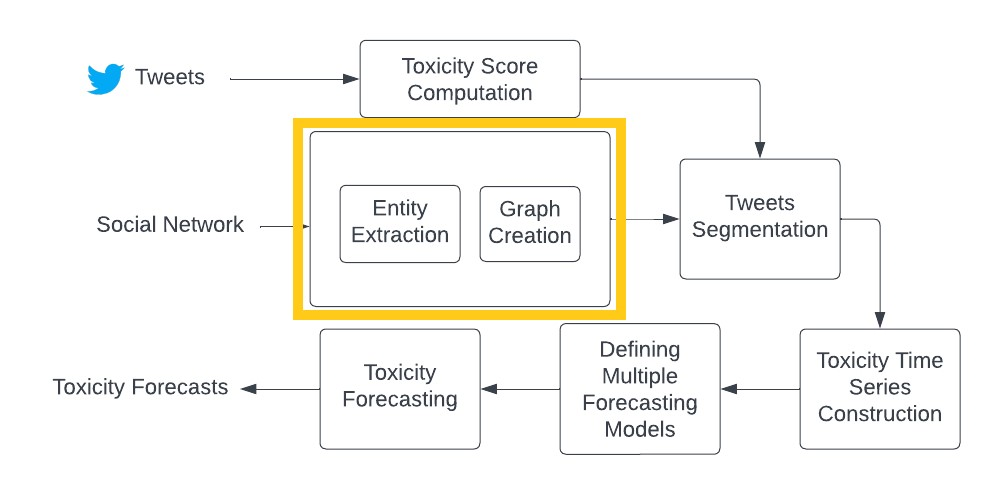 Tweets
Toxicity Score
Computation
Social Network
Entity
Extraction
Graph
Creation
Tweets
Segmentation
Toxicity Time
Series
Construction
Defining
Multiple
Forecasting
Models
Toxicity
Forecasting
Toxicity Forecasts